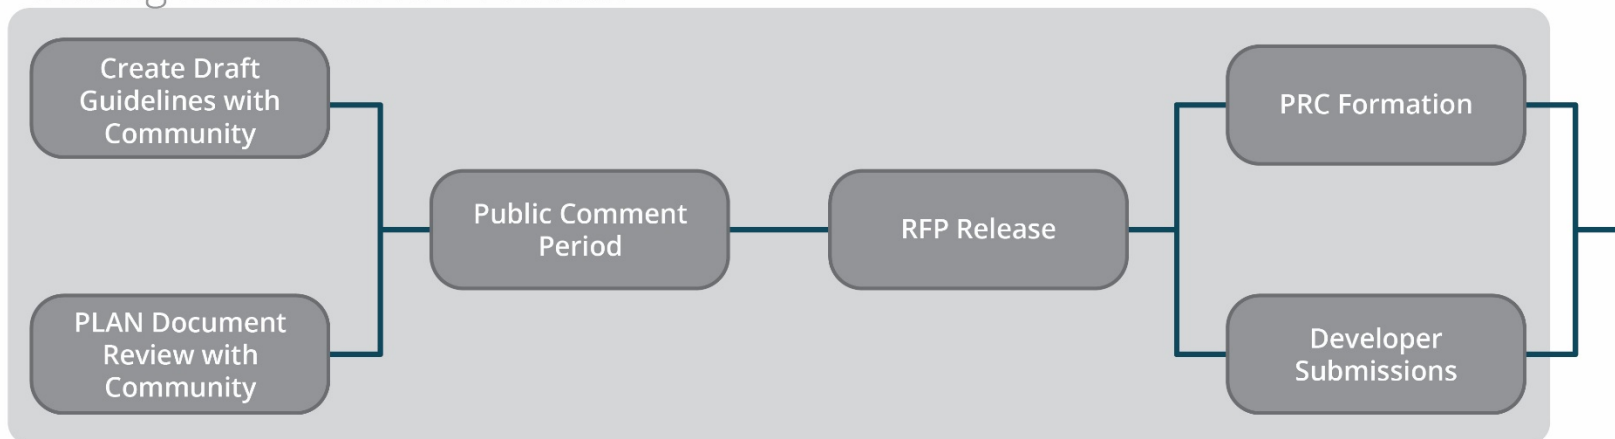 Create Draft
Guidelines with
Community
PLAN Document
Review with
Community
Public Comment
Period
RFP Release
PRC Formation
Developer
Submissions